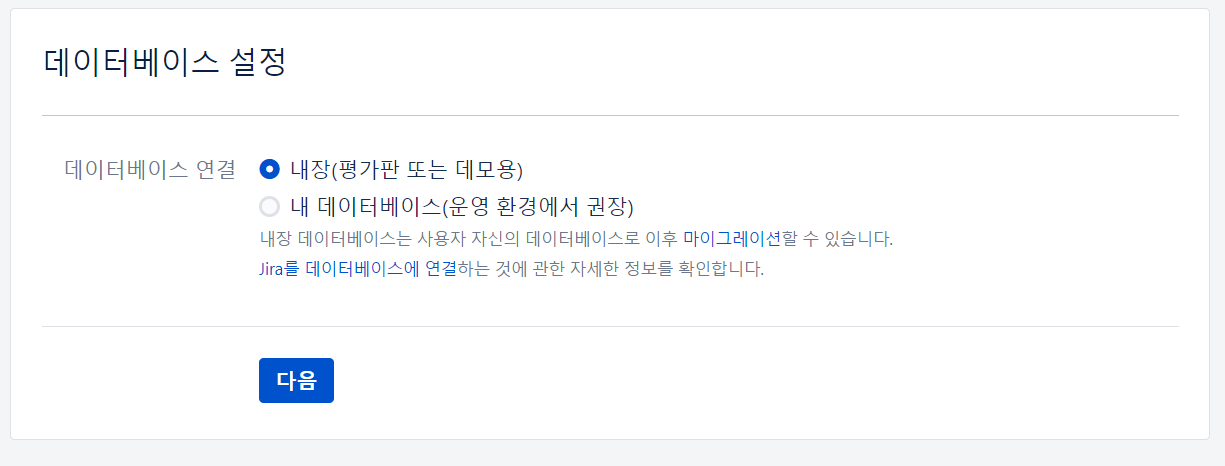 데이터베이스 설정
데이터베이스 연결
내장(평가판 또는 데모용)
내 데이터베이스(운영 환경에서 권장)
내장 데이터베이스는 사용자 자신의 데이터베이스로 이후 마이그레이션할 수 있습니다.
Jira를 데이터베이스에 연결하는 것에 관한 자세한 정보를 확인합니다.
다음